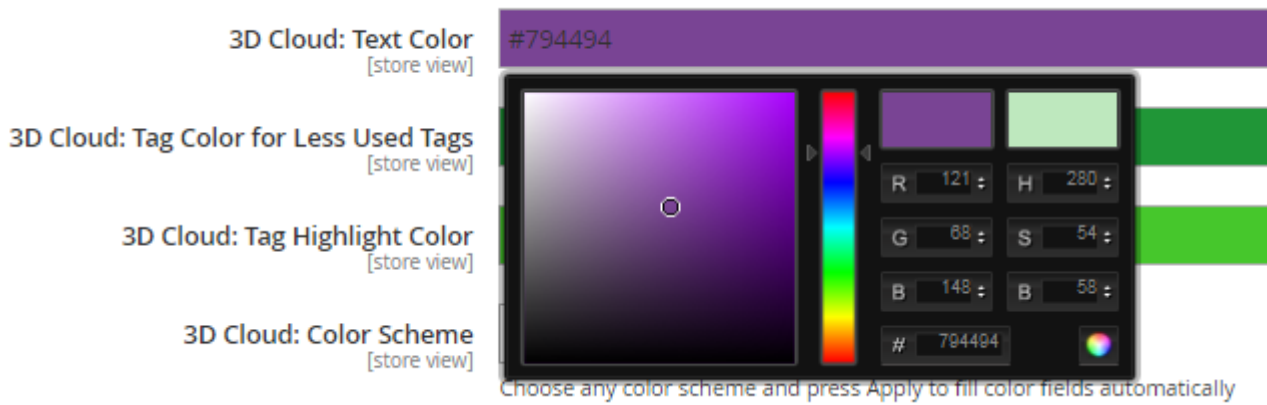 3D Cloud: Text Color #794494
[store view]
3D Cloud: Tag Color for Less Used Tags
[store view]
3D Cloud: Tag Highlight Color
[store view]
3D Cloud: Color Scheme
[store view]
R 121 H 280
G 68 S 54
B 148 B 58
# 794494
Choose any color scheme and press Apply to fill color fields automatically